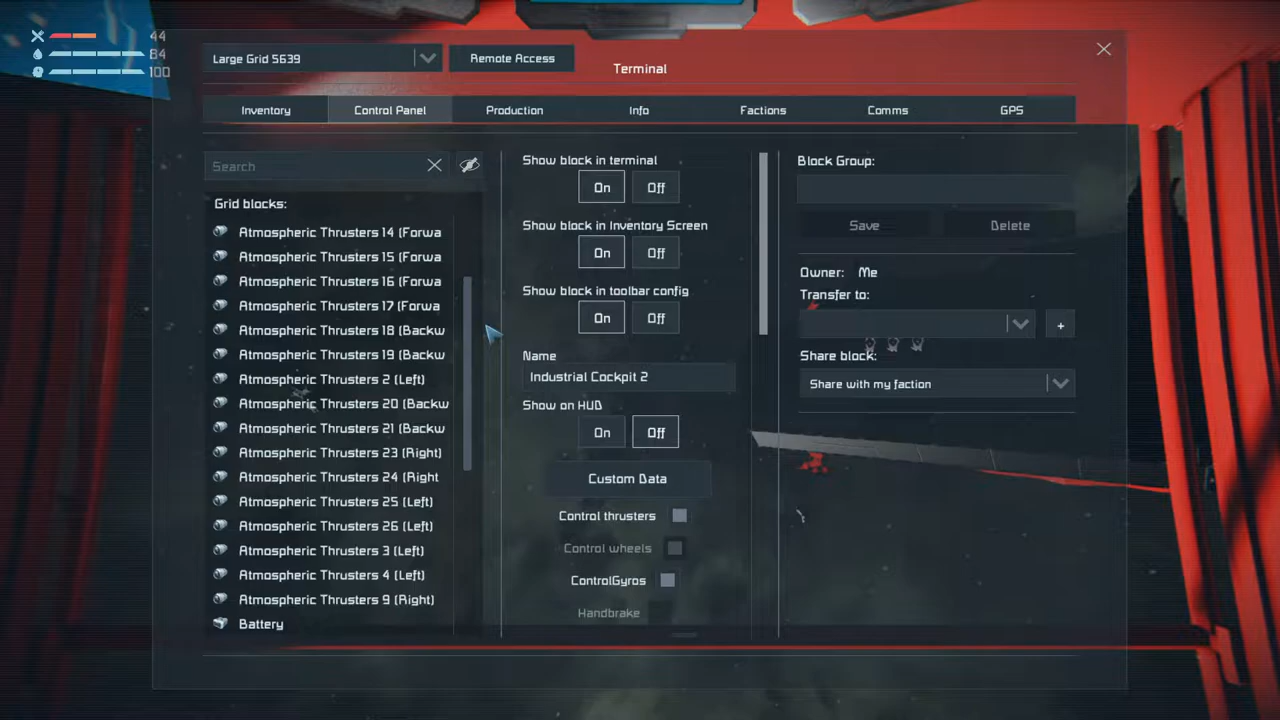 44
84
100
Large Grid 5639
Remote Access
Terminal
Inventory
Control Panel
Production
Info
Factions
Comms
GPS
Search
Grid blocks:
Atmospheric Thrusters 14 (Forwa
Atmospheric Thrusters 15 (Forwa
Atmospheric Thrusters 16 (Forwa
Atmospheric Thrusters 17 (Forwa
Atmospheric Thrusters 18 (Backw
Atmospheric Thrusters 19 (Backw
Atmospheric Thrusters 2 (Left)
Atmospheric Thrusters 20 (Backw
Atmospheric Thrusters 21 (Backw
Atmospheric Thrusters 23 (Right)
Atmospheric Thrusters 24 (Right
Atmospheric Thrusters 25 (Left)
Atmospheric Thrusters 26 (Left)
Atmospheric Thrusters 3 (Left)
Atmospheric Thrusters 4 (Left)
Atmospheric Thrusters 9 (Right)
Battery
Show block in terminal
On Off
Show block in Inventory Screen
On Off
Show block in toolbar config
On Off
Name
Industrial Cockpit 2
Show on HUD
On Off
Custom Data
Control thrusters
Control wheels
ControlGyros
Handbrake
Block Group:
Save
Delete
Owner: Me
Transfer to:
+
Share block:
Share with my faction